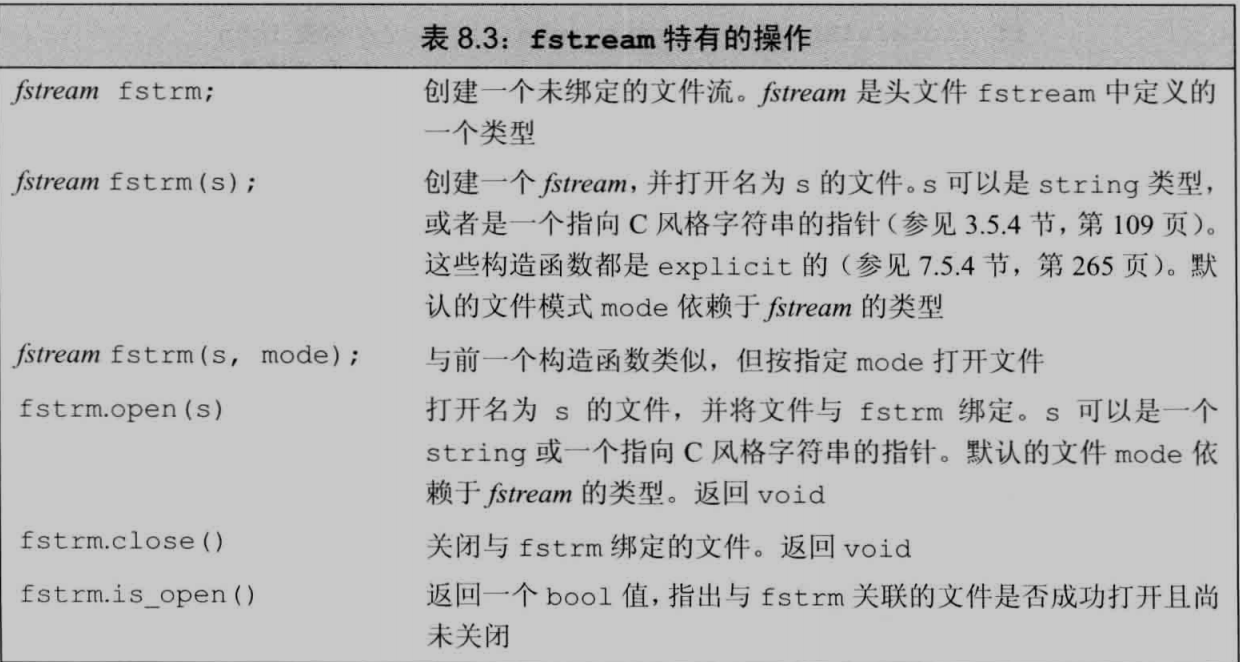 表 8.3：fstream 特有的操作
fstream fstrm; 创建一个未绑定的文件流。fstream 是头文件 fstream 中定义的
一个类型
fstream fstrm(s); 创建一个 fstream，并打开名为 s 的文件。s 可以是 string 类型，
或者是一个指向 C 风格字符串的指针（参见 3.5.4 节，第 109 页）。
这些构造函数都是 explicit 的（参见 7.5.4 节，第 265 页）。默
认的文件模式 mode 依赖于 fstream 的类型
fstream fstrm(s, mode); 与前一个构造函数类似，但按指定 mode 打开文件
fstrm.open(s) 打开名为 s 的文件，并将文件与 fstrm 绑定。s 可以是一个
string 或一个指向 C 风格字符串的指针。默认的文件 mode 依
赖于 fstream 的类型。返回 void
fstrm.close() 关闭与 fstrm 绑定的文件。返回 void
fstrm.is_open() 返回一个 bool 值，指出与 fstrm 关联的文件是否成功打开且尚
未关闭